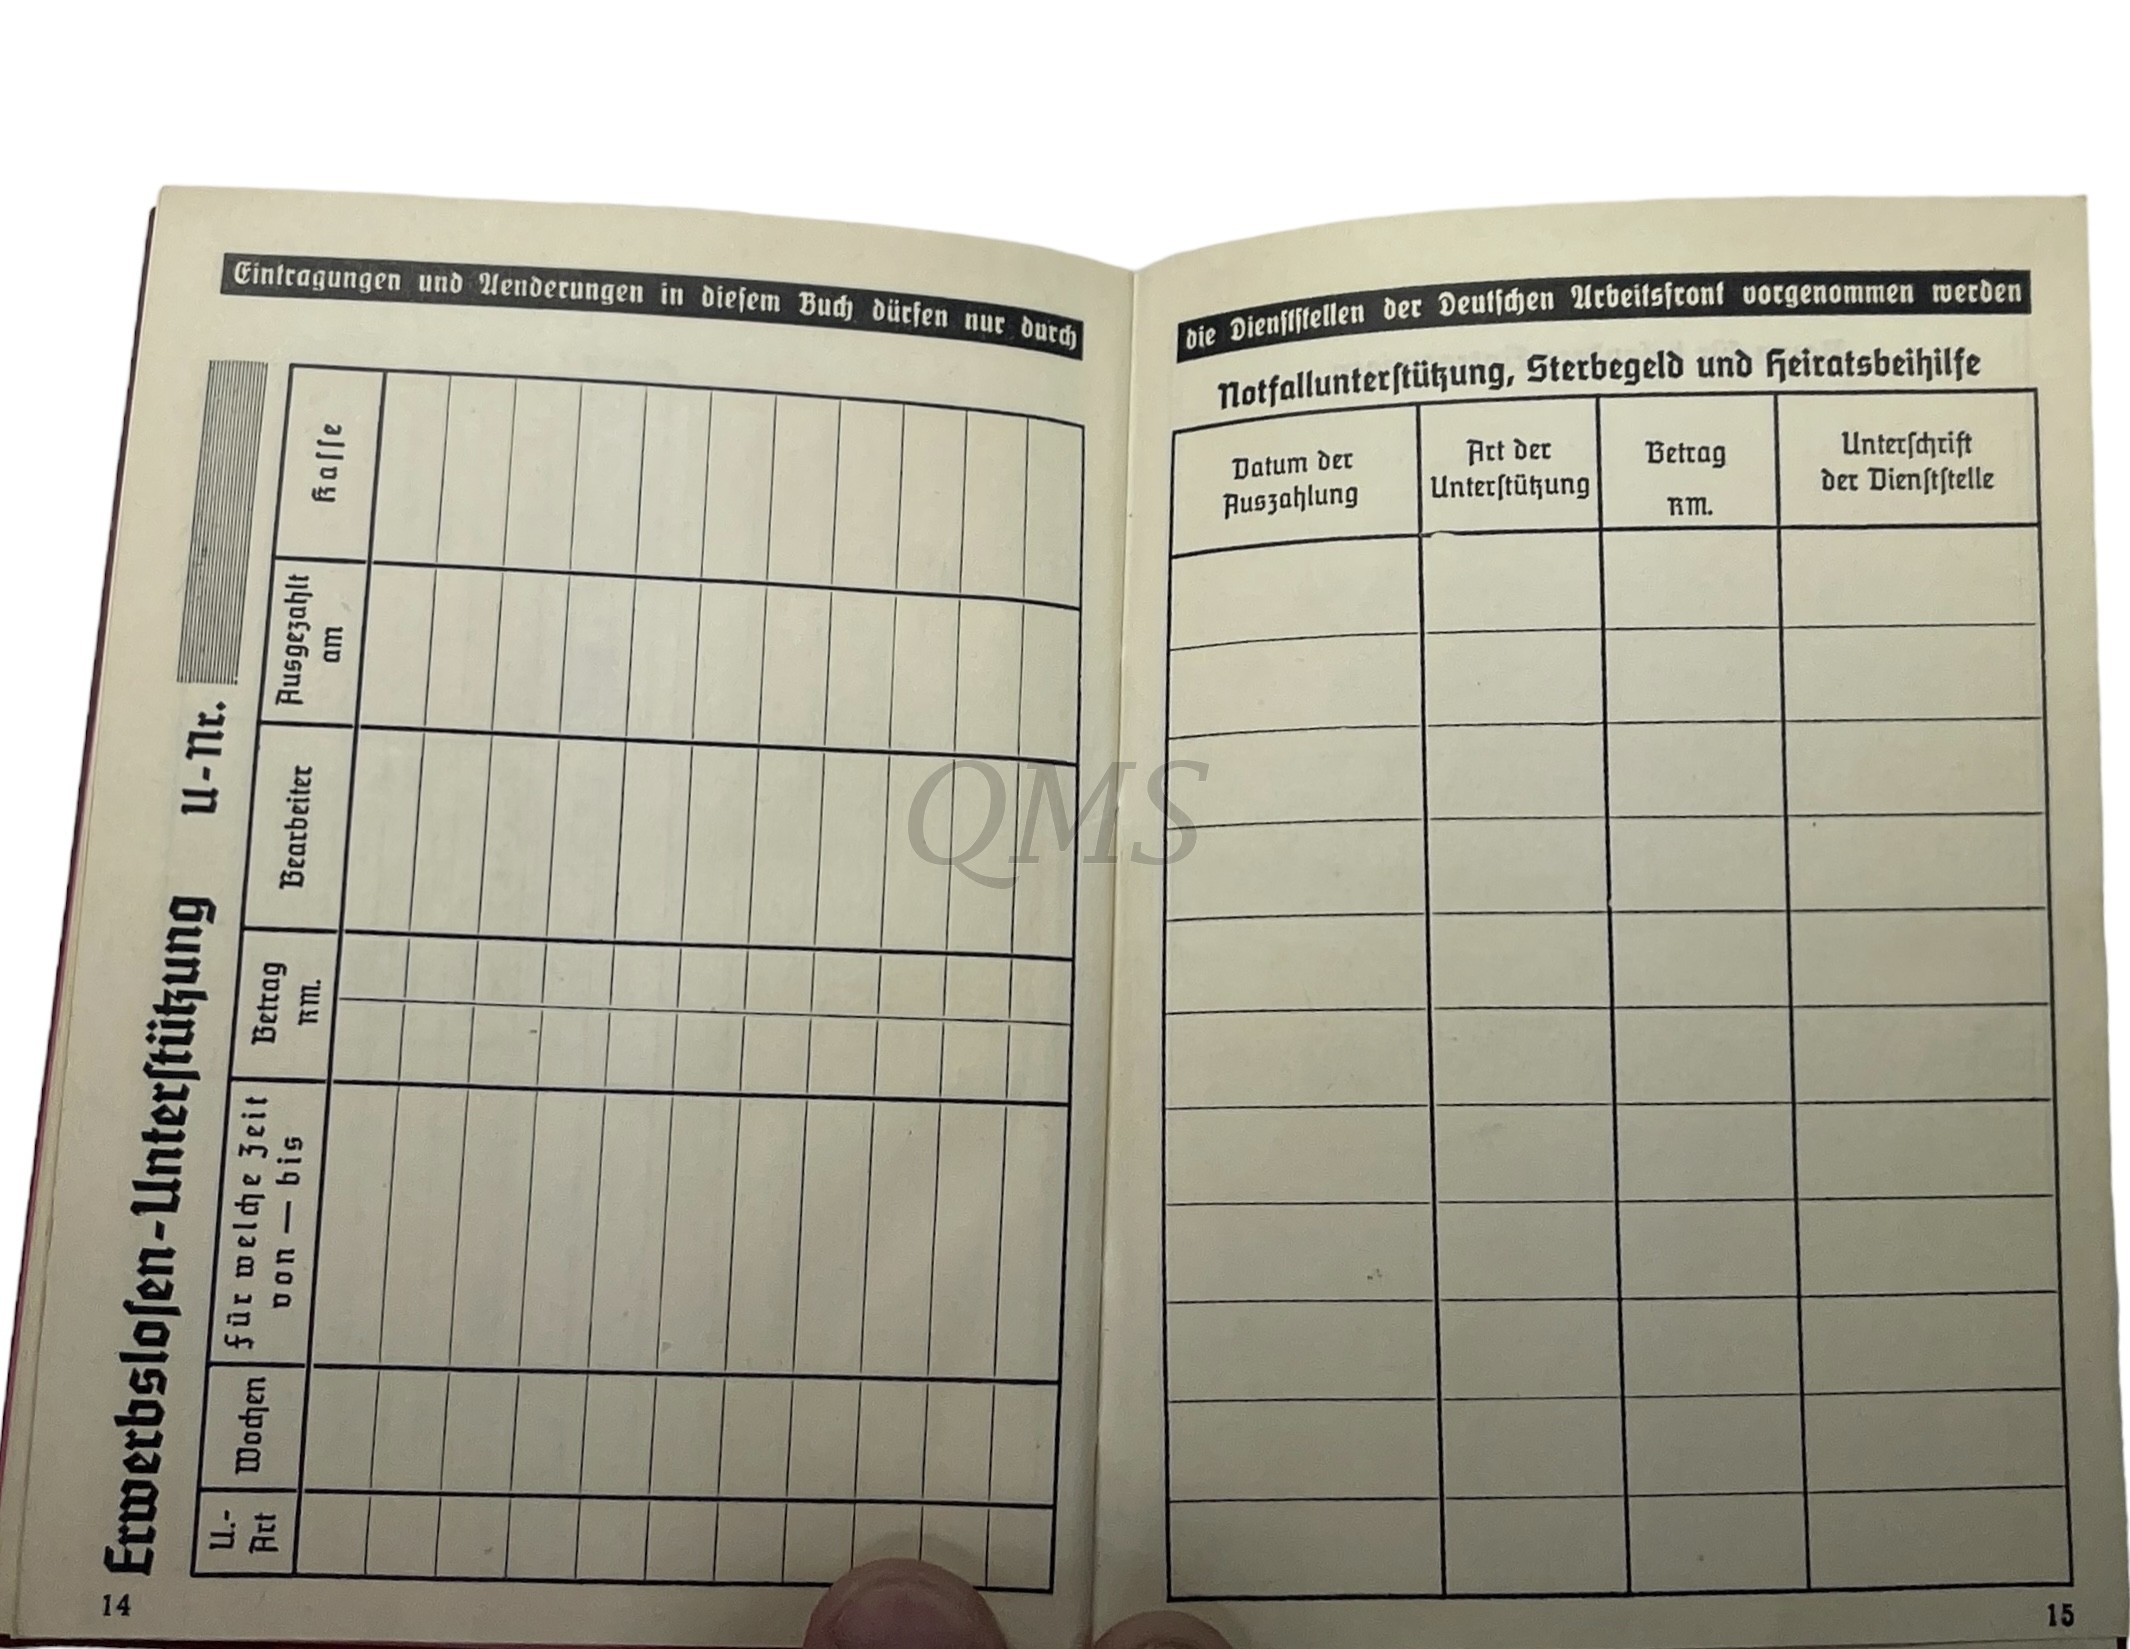 Eintragungen und Aenderungen in diesem Buch dürfen nur durch
Erwerbslosen-Unterstützung U-Nr.
U.-
Art
Wochen
Für welche Zeit
von — bis
Betrag
RM.
Bearbeiter
Ausgezahlt
am
Kasse
14
die Dienststellen der Deutschen Arbeitsfront vorgenommen werden
Notfallunterstützung, Sterbegeld und Heiratsbeihilfe
Datum der
Auszahlung
Art der
Unterstützung
Betrag
RM.
Unterschrift
der Dienststelle
15
QMS